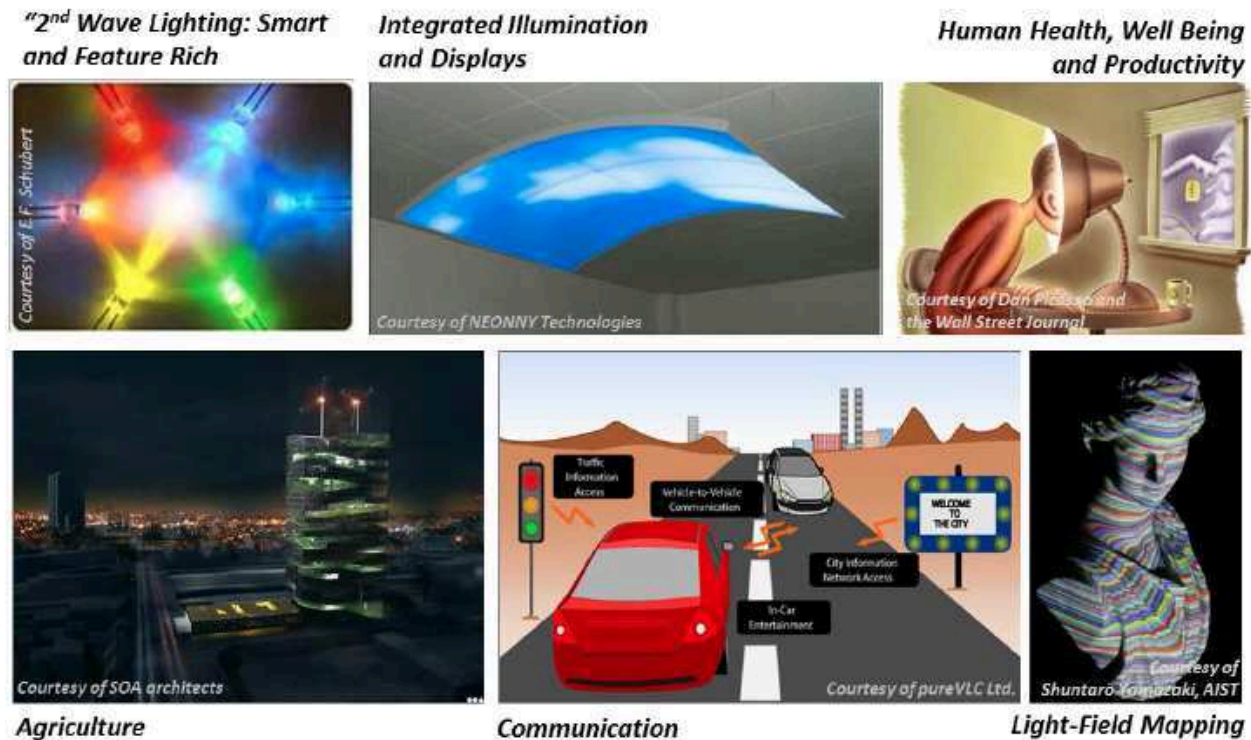 "2nd Wave Lighting: Smart
and Feature Rich
Integrated Illumination
and Displays
Human Health, Well Being
and Productivity
Courtesy of E.F. Schubert
Courtesy of NEONNY Technologies
Courtesy of Dan Picasso and
the Wall Street Journal
Traffic
Information
Access
Vehicle-to-Vehicle
Communication
WELCOME
TO
THE CITY
City Information
Network Access
In-Car
Entertainment
Courtesy of SOA architects
Courtesy of pureVLC Ltd.
Courtesy of
Shuntaro Yamazaki, AIST
Agriculture
Communication
Light-Field Mapping